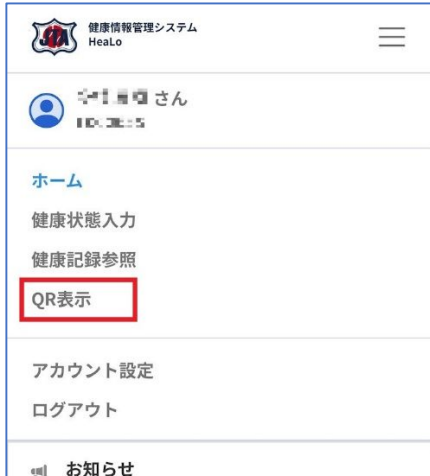 JTA
健康情報管理システム
HeaLo
さん
ホーム
健康状態入力
健康記録参照
QR表示
アカウント設定
ログアウト
お知らせ